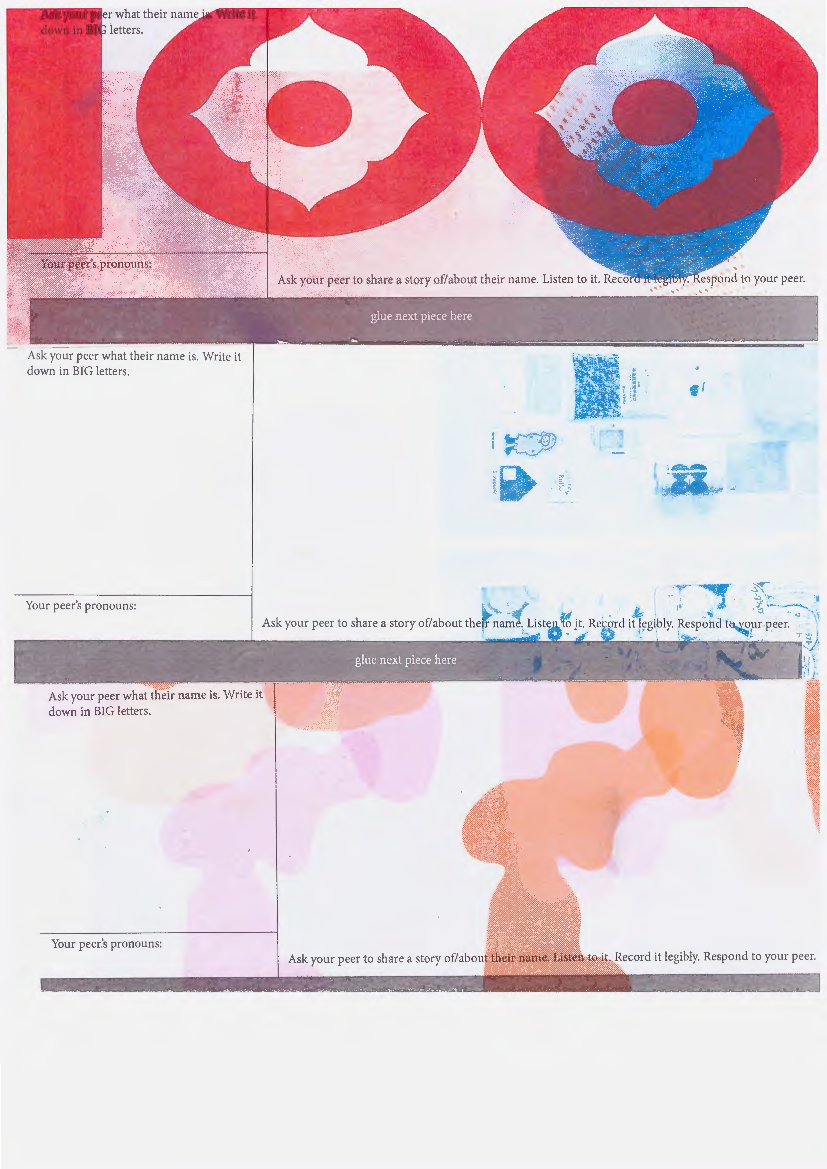 Ask your peer what their name is. Write it
down in BIG letters.
Your peer's pronouns:
Ask your peer to share a story of/about their name. Listen to it. Record it legibly. Respond to your peer.
glue next piece here
Ask your peer what their name is. Write it
down in BIG letters.
Your peer's pronouns:
Ask your peer to share a story of/about their name. Listen to it. Record it legibly. Respond to your peer.
glue next piece here
Ask your peer what their name is. Write it
down in BIG letters.
Your peer's pronouns:
Ask your peer to share a story of/about their name. Listen to it. Record it legibly. Respond to your peer.